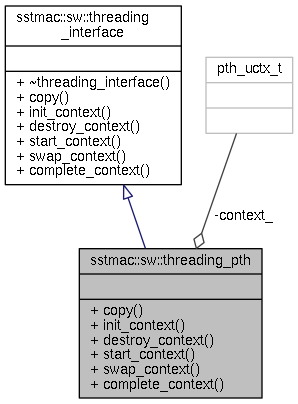 sstmac::sw::threading
_interface
+ ~threading_interface()
+ copy()
+ init_context()
+ destroy_context()
+ start_context()
+ swap_context()
+ complete_context()
pth_uctx_t
-context_
sstmac::sw::threading_pth
+ copy()
+ init_context()
+ destroy_context()
+ start_context()
+ swap_context()
+ complete_context()